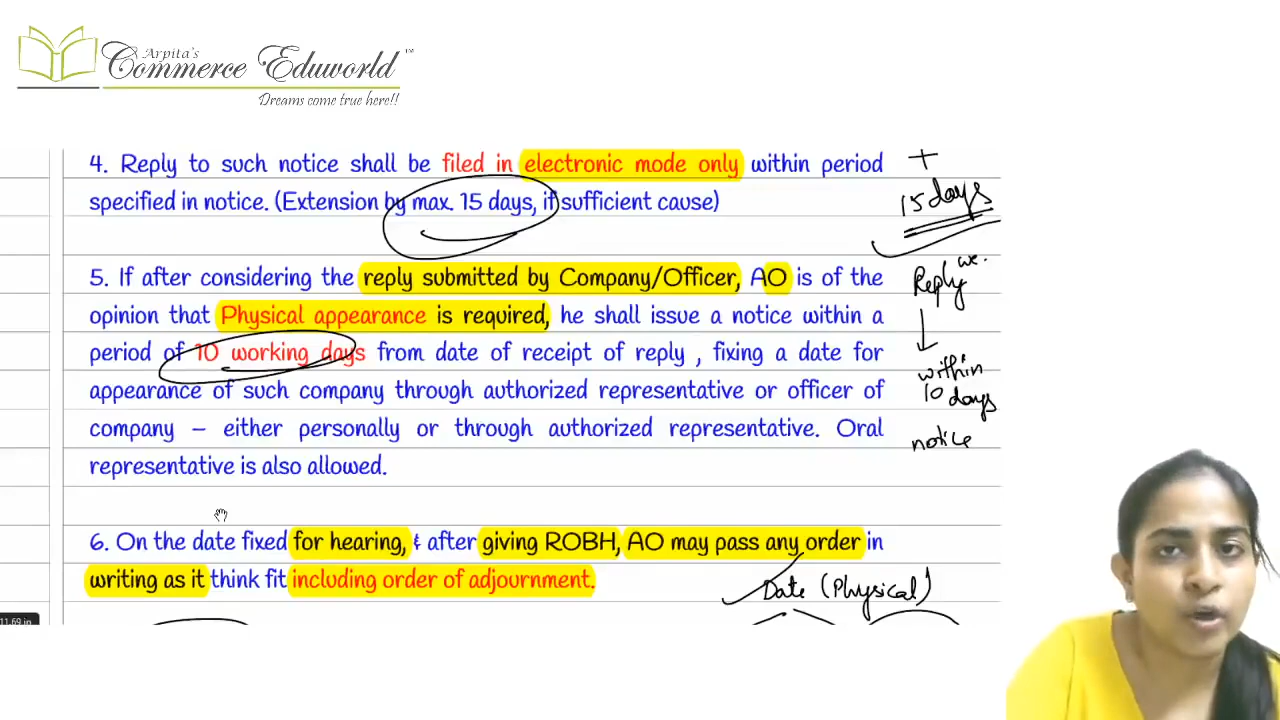 Arpita's
Commerce Eduworld™
Dreams come true here!!
4. Reply to such notice shall be filed in electronic mode only within period
specified in notice. (Extension by max. 15 days, if sufficient cause)
+
15 days
5. If after considering the reply submitted by Company/Officer, AO is of the
opinion that Physical appearance is required, he shall issue a notice within a
period of 10 working days from date of receipt of reply , fixing a date for
appearance of such company through authorized representative or officer of
company – either personally or through authorized representative. Oral
representative is also allowed.
we.
Reply
within
10 days
notice
6. On the date fixed for hearing, & after giving ROBH, AO may pass any order in
writing as it think fit including order of adjournment.
Date (Physical)
11.69 in